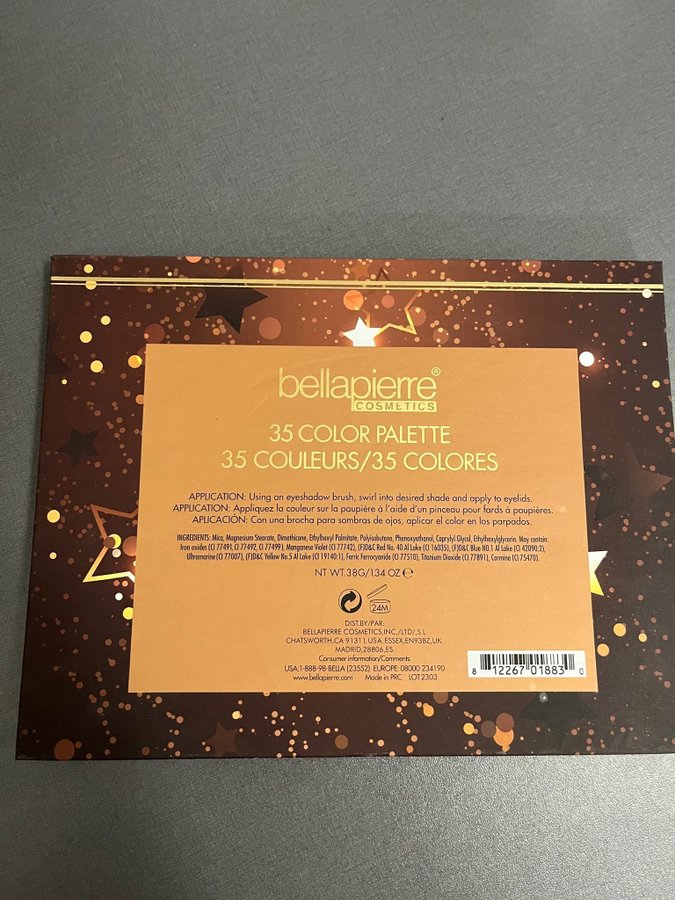 bellapierre®
COSMETICS
35 COLOR PALETTE
35 COULEURS/35 COLORES
APPLICATION: Using an eyeshadow brush, swirl into desired shade and apply to eyelids.
APPLICATION: Appliquez la couleur sur la paupière à l'aide d'un pinceau pour fards à paupières.
APLICACIÓN: Con una brocha para sombras de ojos, aplicar el color en los parpados.
INGREDIENTS: Mica, Magnesium Stearate, Dimethicone, Ethylhexyl Palmitate, Polyisobutene, Phenoxyethanol, Caprylyl Glycol, Ethylhexylglycerin. May contain:
Iron oxides (CI 77491, CI 77492, CI 77499), Manganese Violet (CI 77742), (F)D&C Red No. 40 Al Lake (CI 16035), (F)D&C Blue NO.1 Al Lake (CI 42090:2),
Ultramarine (CI 77007), (F)D&C Yellow No.5 Al Lake (CI 19140:1), Ferric Ferrocyanide (CI 77510), Titanium Dioxide (CI 77891), Carmine (CI 75470).
NT WT.38G/1.34 OZ ℮
24M
DIST.BY/PAR:
BELLAPIERRE COSMETICS,INC,/LTD/,S.L
CHATSWORTH,CA 91311,USA. ESSEX,EN93BZ,UK.
MADRID,28806,ES.
Consumer information/Comments
USA:1-888-98-BELLA (23552) EUROPE:08000 234190
www.bellapierre.com Made in PRC LOT2303
8 12267 01883 0